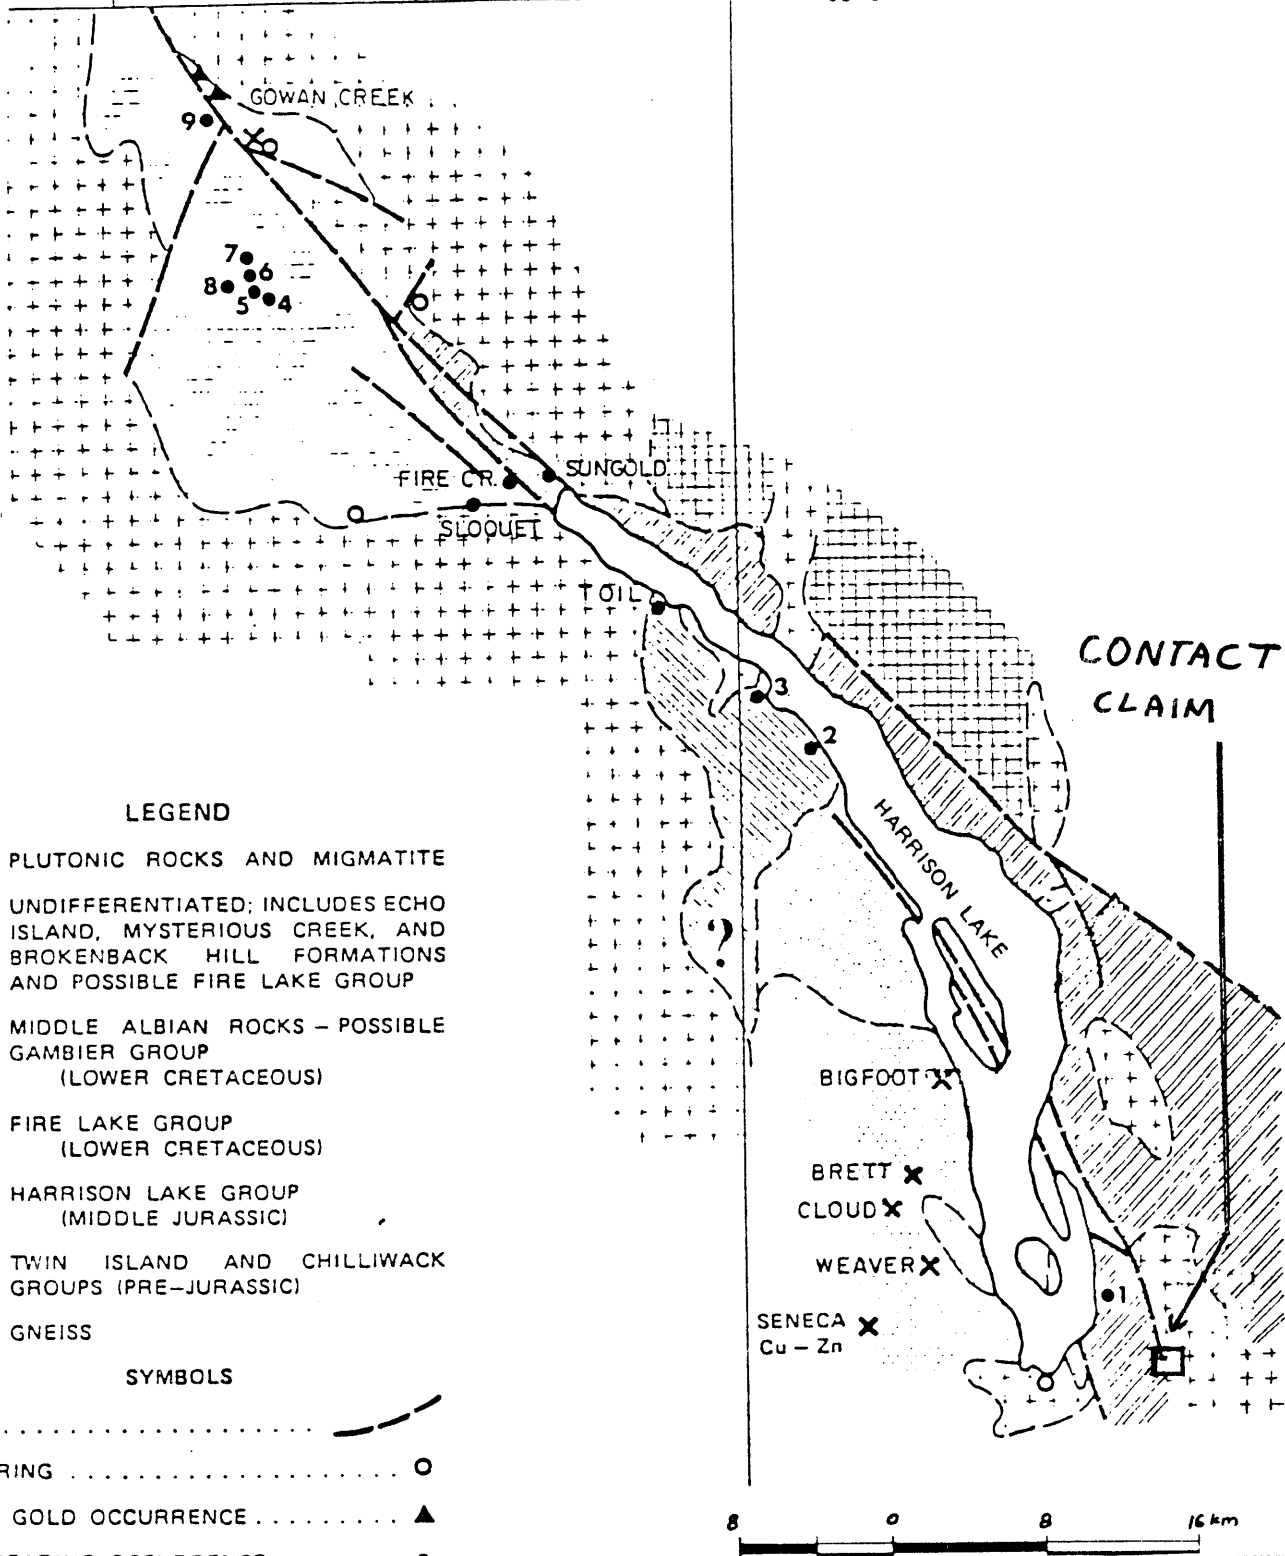 GOWAN CREEK
9
7
6
8
5
4
FIRE CR.
SUNGOLD
SLOQUET
TOIL
CONTACT
CLAIM
3
2
HARRISON LAKE
?
BIGFOOT
BRETT
CLOUD
WEAVER
SENECA
Cu – Zn
1
LEGEND
PLUTONIC ROCKS AND MIGMATITE
UNDIFFERENTIATED; INCLUDES ECHO
ISLAND, MYSTERIOUS CREEK, AND
BROKENBACK HILL FORMATIONS
AND POSSIBLE FIRE LAKE GROUP
MIDDLE ALBIAN ROCKS – POSSIBLE
GAMBIER GROUP
(LOWER CRETACEOUS)
FIRE LAKE GROUP
(LOWER CRETACEOUS)
HARRISON LAKE GROUP
(MIDDLE JURASSIC)
TWIN ISLAND AND CHILLIWACK
GROUPS (PRE–JURASSIC)
GNEISS
SYMBOLS
RING
GOLD OCCURRENCE
8 0 8 16 km